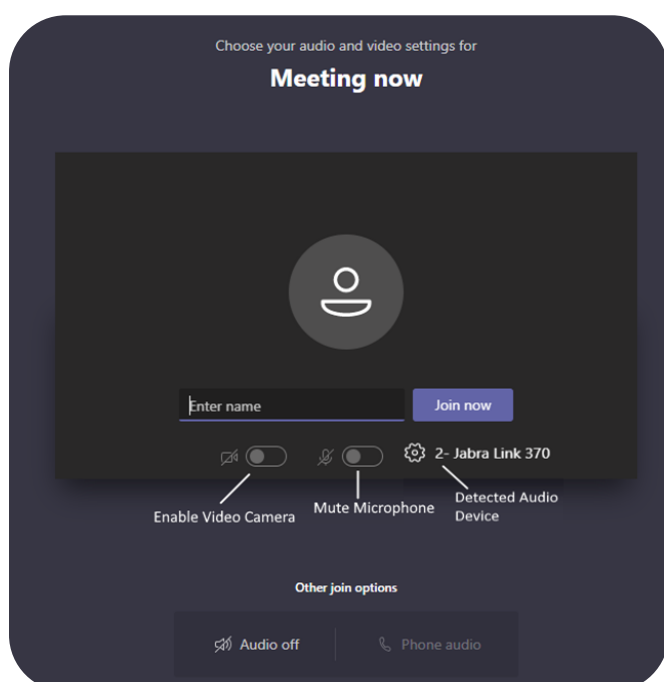 Choose your audio and video settings for
Meeting now
Enter name
Join now
2- Jabra Link 370
Enable Video Camera
Mute Microphone
Detected Audio
Device
Other join options
Audio off
Phone audio